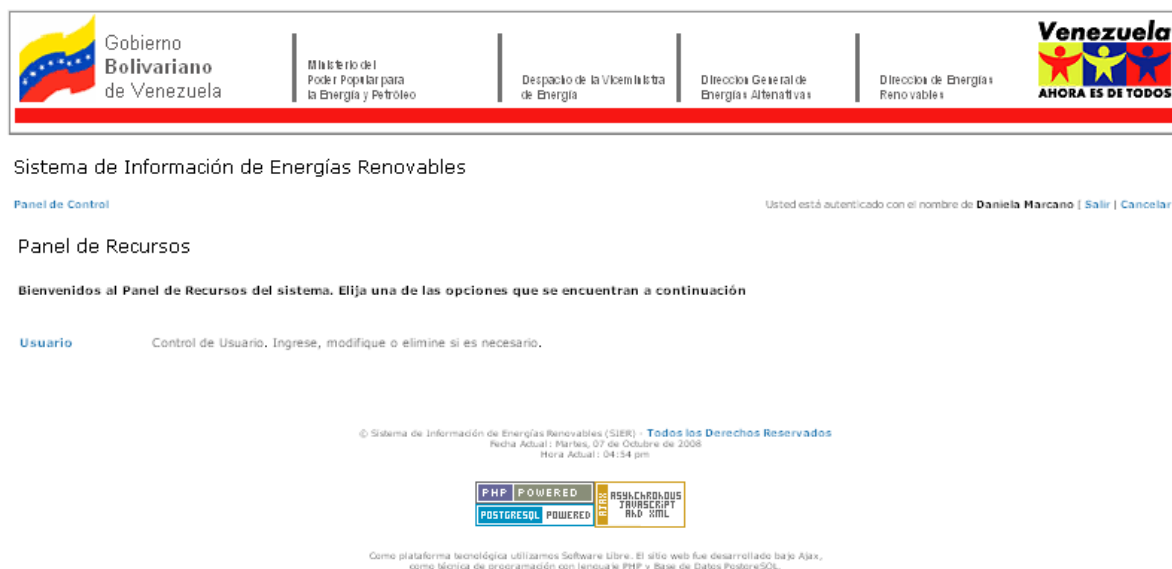 Gobierno
Bolivariano
de Venezuela
Ministerio del
Poder Popular para
la Energía y Petróleo
Despacho de la Viceministra
de Energía
Direccion General de
Energías Altenativas
Direccion de Energías
Renovables
Venezuela
AHORA ES DE TODOS
Sistema de Información de Energías Renovables
Panel de Control
Usted está autenticado con el nombre de Daniela Marcano | Salir | Cancelar
Panel de Recursos
Bienvenidos al Panel de Recursos del sistema. Elija una de las opciones que se encuentran a continuación
Usuario Control de Usuario. Ingrese, modifique o elimine si es necesario.
© Sistema de Información de Energías Renovables (SIER) - Todos los Derechos Reservados
Fecha Actual: Martes, 07 de Octubre de 2008
Hora Actual: 04:54 pm
PHP POWERED
POSTGRESQL POWERED
AJAX
ASYNCHRONOUS
JAVASCRIPT
AND XML
Como plataforma tecnológica utilizamos Software Libre. El sitio web fue desarrollado bajo Ajax,
como técnica de programación con lenguaje PHP y Base de Datos PostgreSQL.